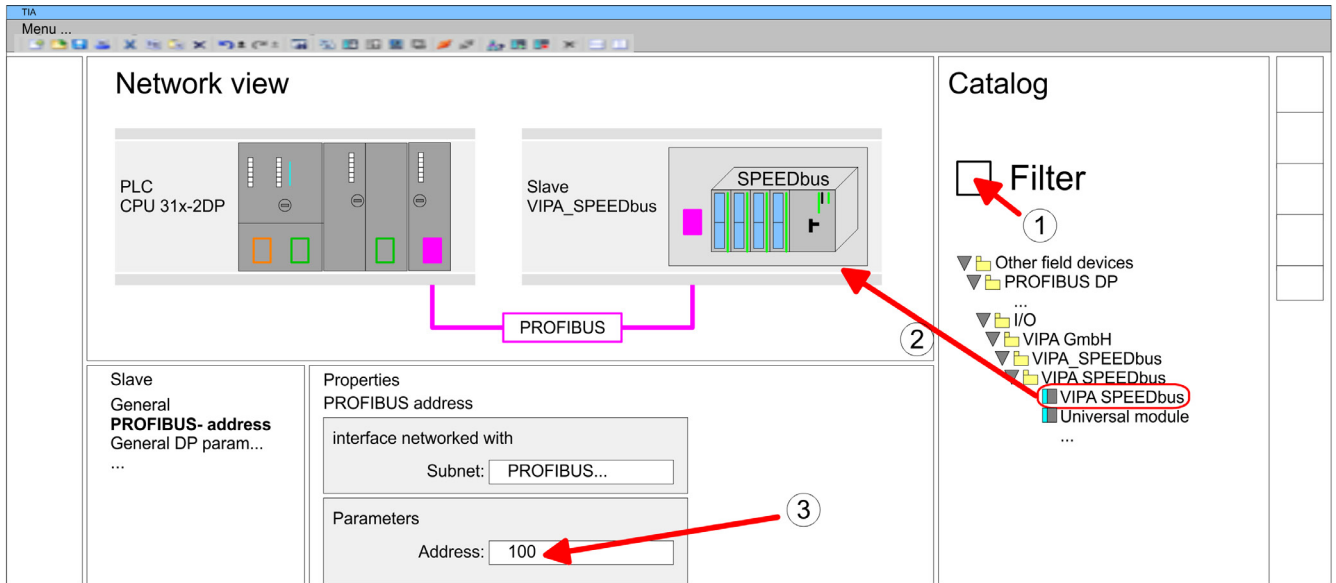 TIA
Menu ...
Network view
PLC
CPU 31x-2DP
Slave
VIPA_SPEEDbus
SPEEDbus
PROFIBUS
Catalog
Filter
1
Other field devices
PROFIBUS DP
...
I/O
VIPA GmbH
VIPA_SPEEDbus
VIPA SPEEDbus
VIPA SPEEDbus
Universal module
...
2
Slave
General
PROFIBUS- address
General DP param...
...
Properties
PROFIBUS address
interface networked with
Subnet: PROFIBUS...
Parameters
Address: 100
3